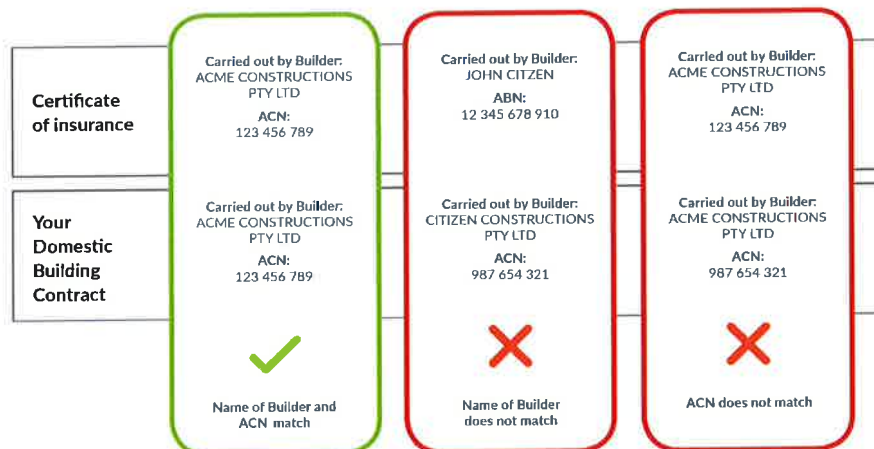 Certificate
of insurance
Carried out by Builder:
ACME CONSTRUCTIONS
PTY LTD
ACN:
123 456 789
Carried out by Builder:
JOHN CITZEN
ABN:
12 345 678 910
Carried out by Builder:
ACME CONSTRUCTIONS
PTY LTD
ACN:
123 456 789
Your
Domestic
Building
Contract
Carried out by Builder:
ACME CONSTRUCTIONS
PTY LTD
ACN:
123 456 789
Carried out by Builder:
CITIZEN CONSTRUCTIONS
PTY LTD
ACN:
987 654 321
Carried out by Builder:
ACME CONSTRUCTIONS
PTY LTD
ACN:
987 654 321
Name of Builder and
ACN match
Name of Builder
does not match
ACN does not match